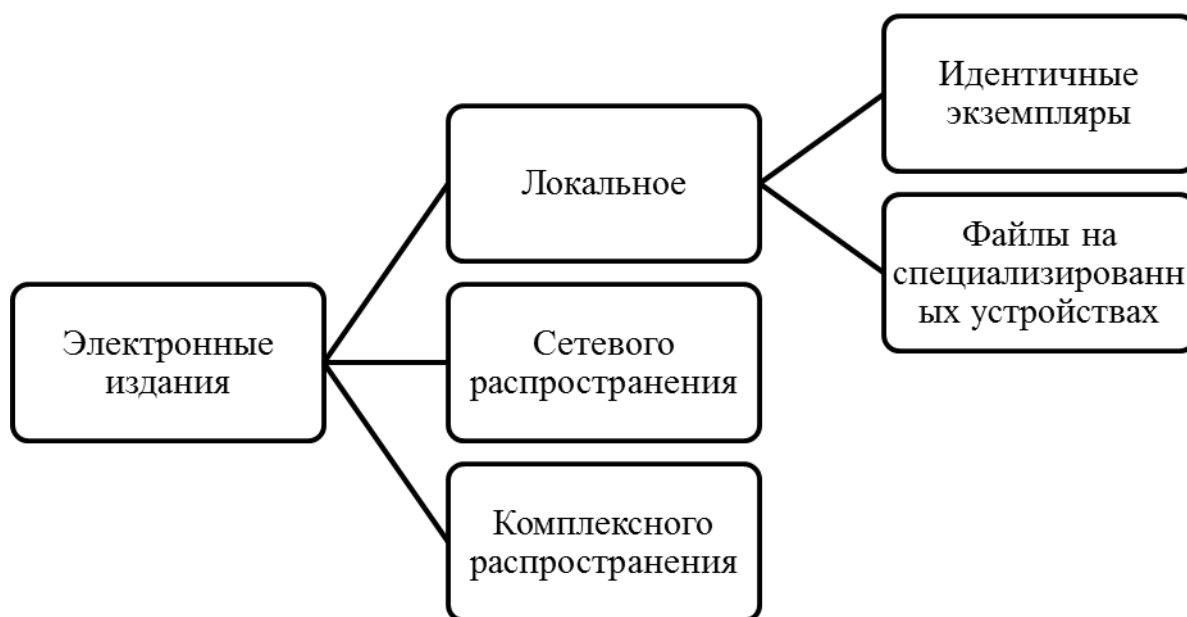 Электронные
издания
Локальное
Сетевого
распространения
Комплексного
распространения
Идентичные
экземпляры
Файлы на
специализированн
ых устройствах